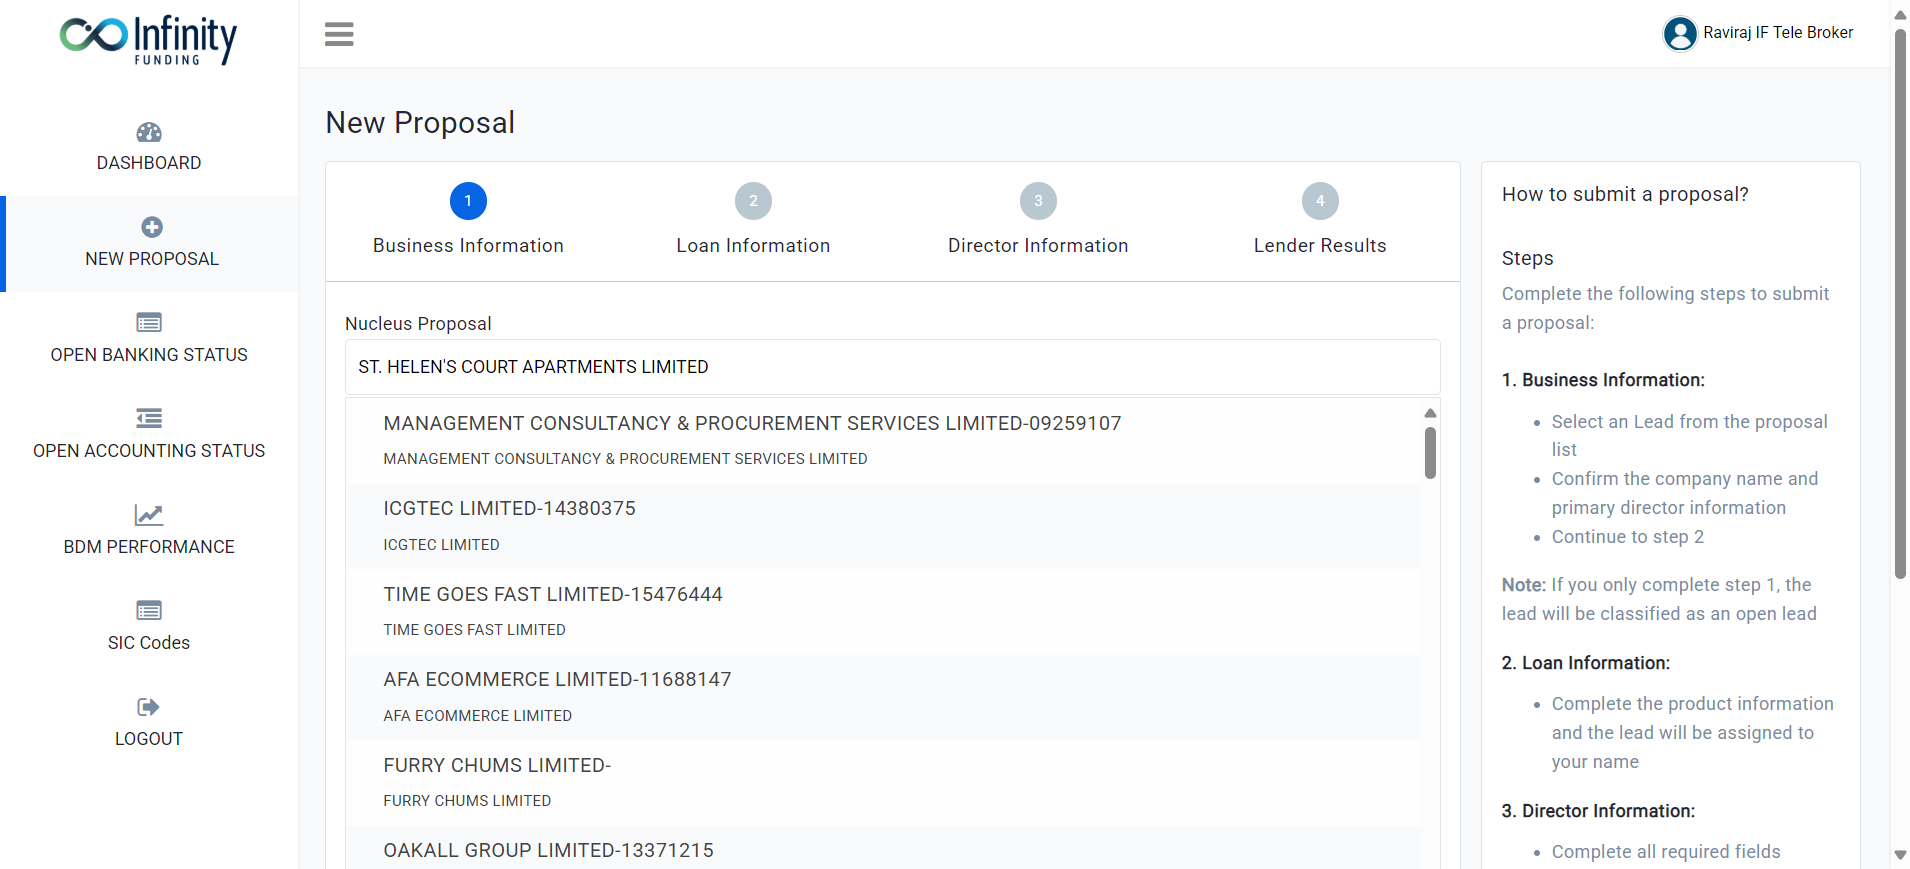 Infinity
FUNDING
DASHBOARD
NEW PROPOSAL
OPEN BANKING STATUS
OPEN ACCOUNTING STATUS
BDM PERFORMANCE
SIC Codes
LOGOUT
Raviraj IF Tele Broker
New Proposal
1
Business Information
2
Loan Information
3
Director Information
4
Lender Results
Nucleus Proposal
ST. HELEN'S COURT APARTMENTS LIMITED
MANAGEMENT CONSULTANCY & PROCUREMENT SERVICES LIMITED-09259107
MANAGEMENT CONSULTANCY & PROCUREMENT SERVICES LIMITED
ICGTEC LIMITED-14380375
ICGTEC LIMITED
TIME GOES FAST LIMITED-15476444
TIME GOES FAST LIMITED
AFA ECOMMERCE LIMITED-11688147
AFA ECOMMERCE LIMITED
FURRY CHUMS LIMITED-
FURRY CHUMS LIMITED
OAKALL GROUP LIMITED-13371215
How to submit a proposal?
Steps
Complete the following steps to submit
a proposal:
1. Business Information:
• Select an Lead from the proposal
list
• Confirm the company name and
primary director information
• Continue to step 2
Note: If you only complete step 1, the
lead will be classified as an open lead
2. Loan Information:
• Complete the product information
and the lead will be assigned to
your name
3. Director Information:
• Complete all required fields